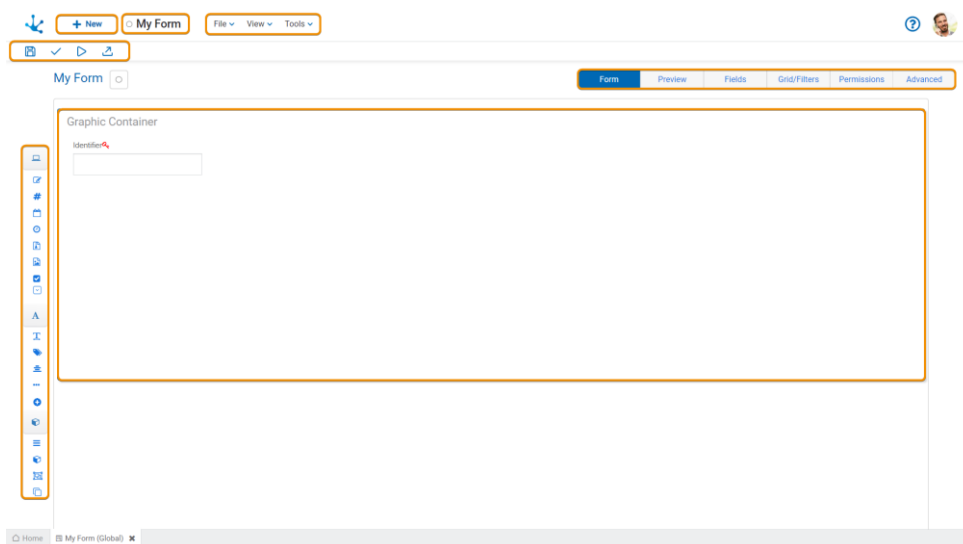 + New
My Form
File View Tools
?
My Form
Form Preview Fields Grid/Filters Permissions Advanced
Graphic Container
Identifier
#
A
Home My Form (Global) ✖